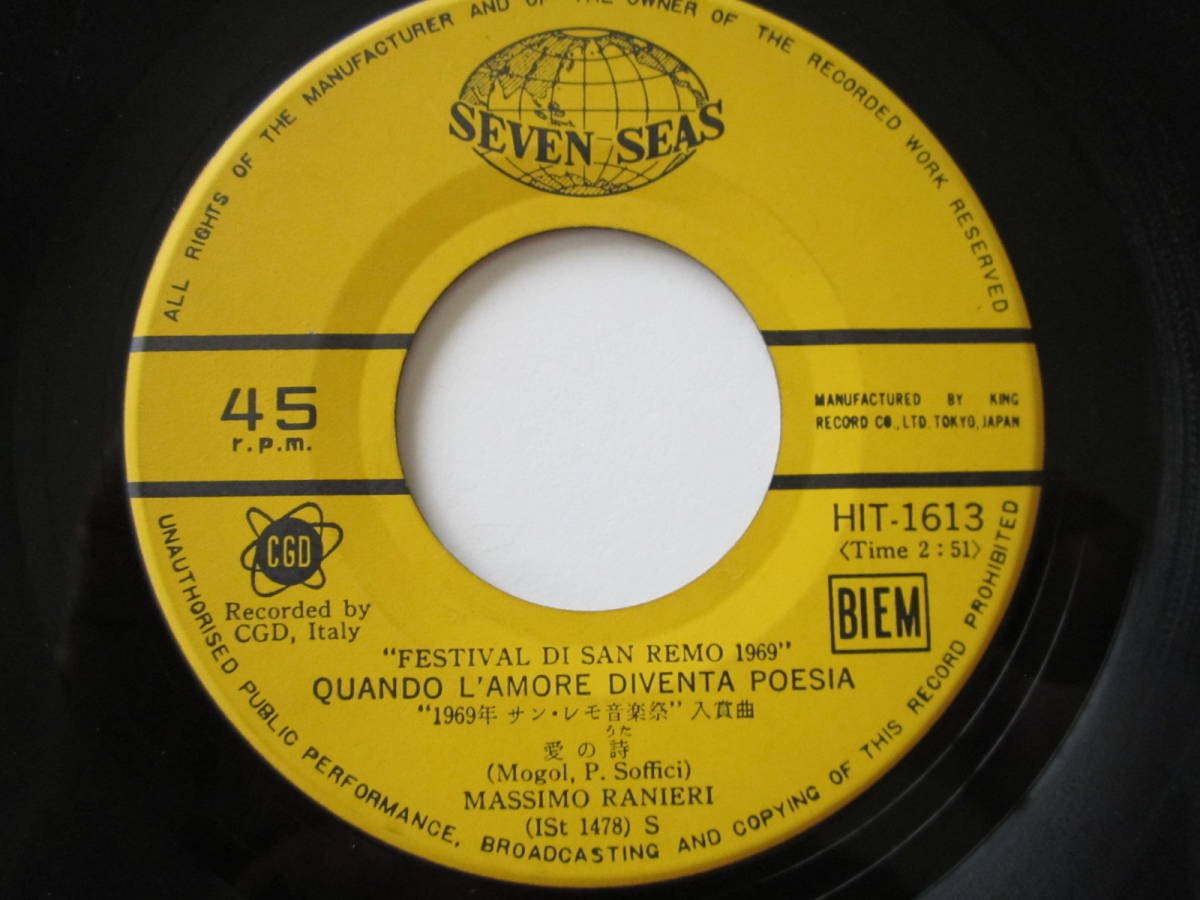 ALL RIGHTS OF THE MANUFACTURER AND OF THE OWNER OF THE RECORDED WORK RESERVED
SEVEN SEAS
45
r.p.m.
MANUFACTURED BY KING
RECORD CO., LTD. TOKYO, JAPAN
CGD
Recorded by
CGD, Italy
HIT-1613
〈Time 2:51〉
BIEM
"FESTIVAL DI SAN REMO 1969"
QUANDO L'AMORE DIVENTA POESIA
"1969年 サン・レモ音楽祭" 入賞曲
うた
愛の詩
(Mogol, P. Soffici)
MASSIMO RANIERI
(ISt 1478) S
UNAUTHORISED PUBLIC PERFORMANCE, BROADCASTING AND COPYING OF THIS RECORD PROHIBITED